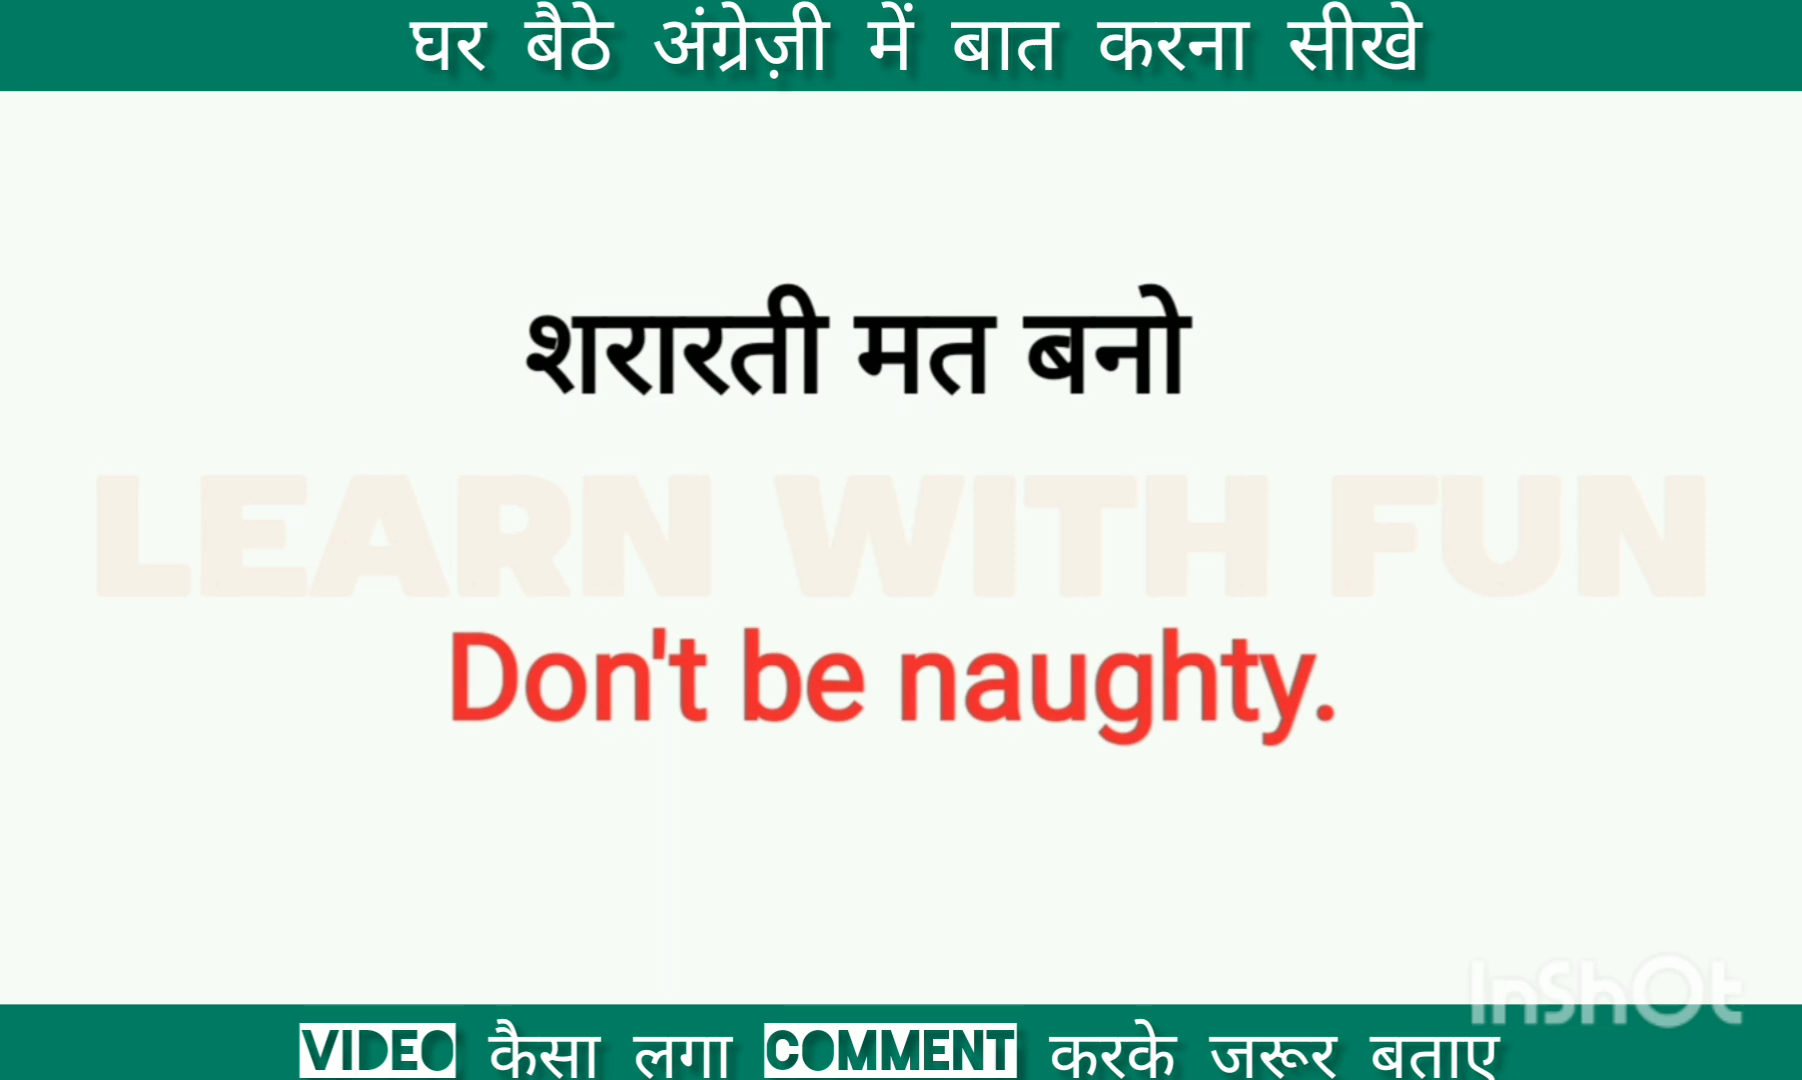 घर बैठे अंग्रेज़ी में बात करना सीखे
शरारती मत बनो
LEARN WITH FUN
Don't be naughty.
InShOt
VIDEO कैसा लगा COMMENT करके जरूर बताए